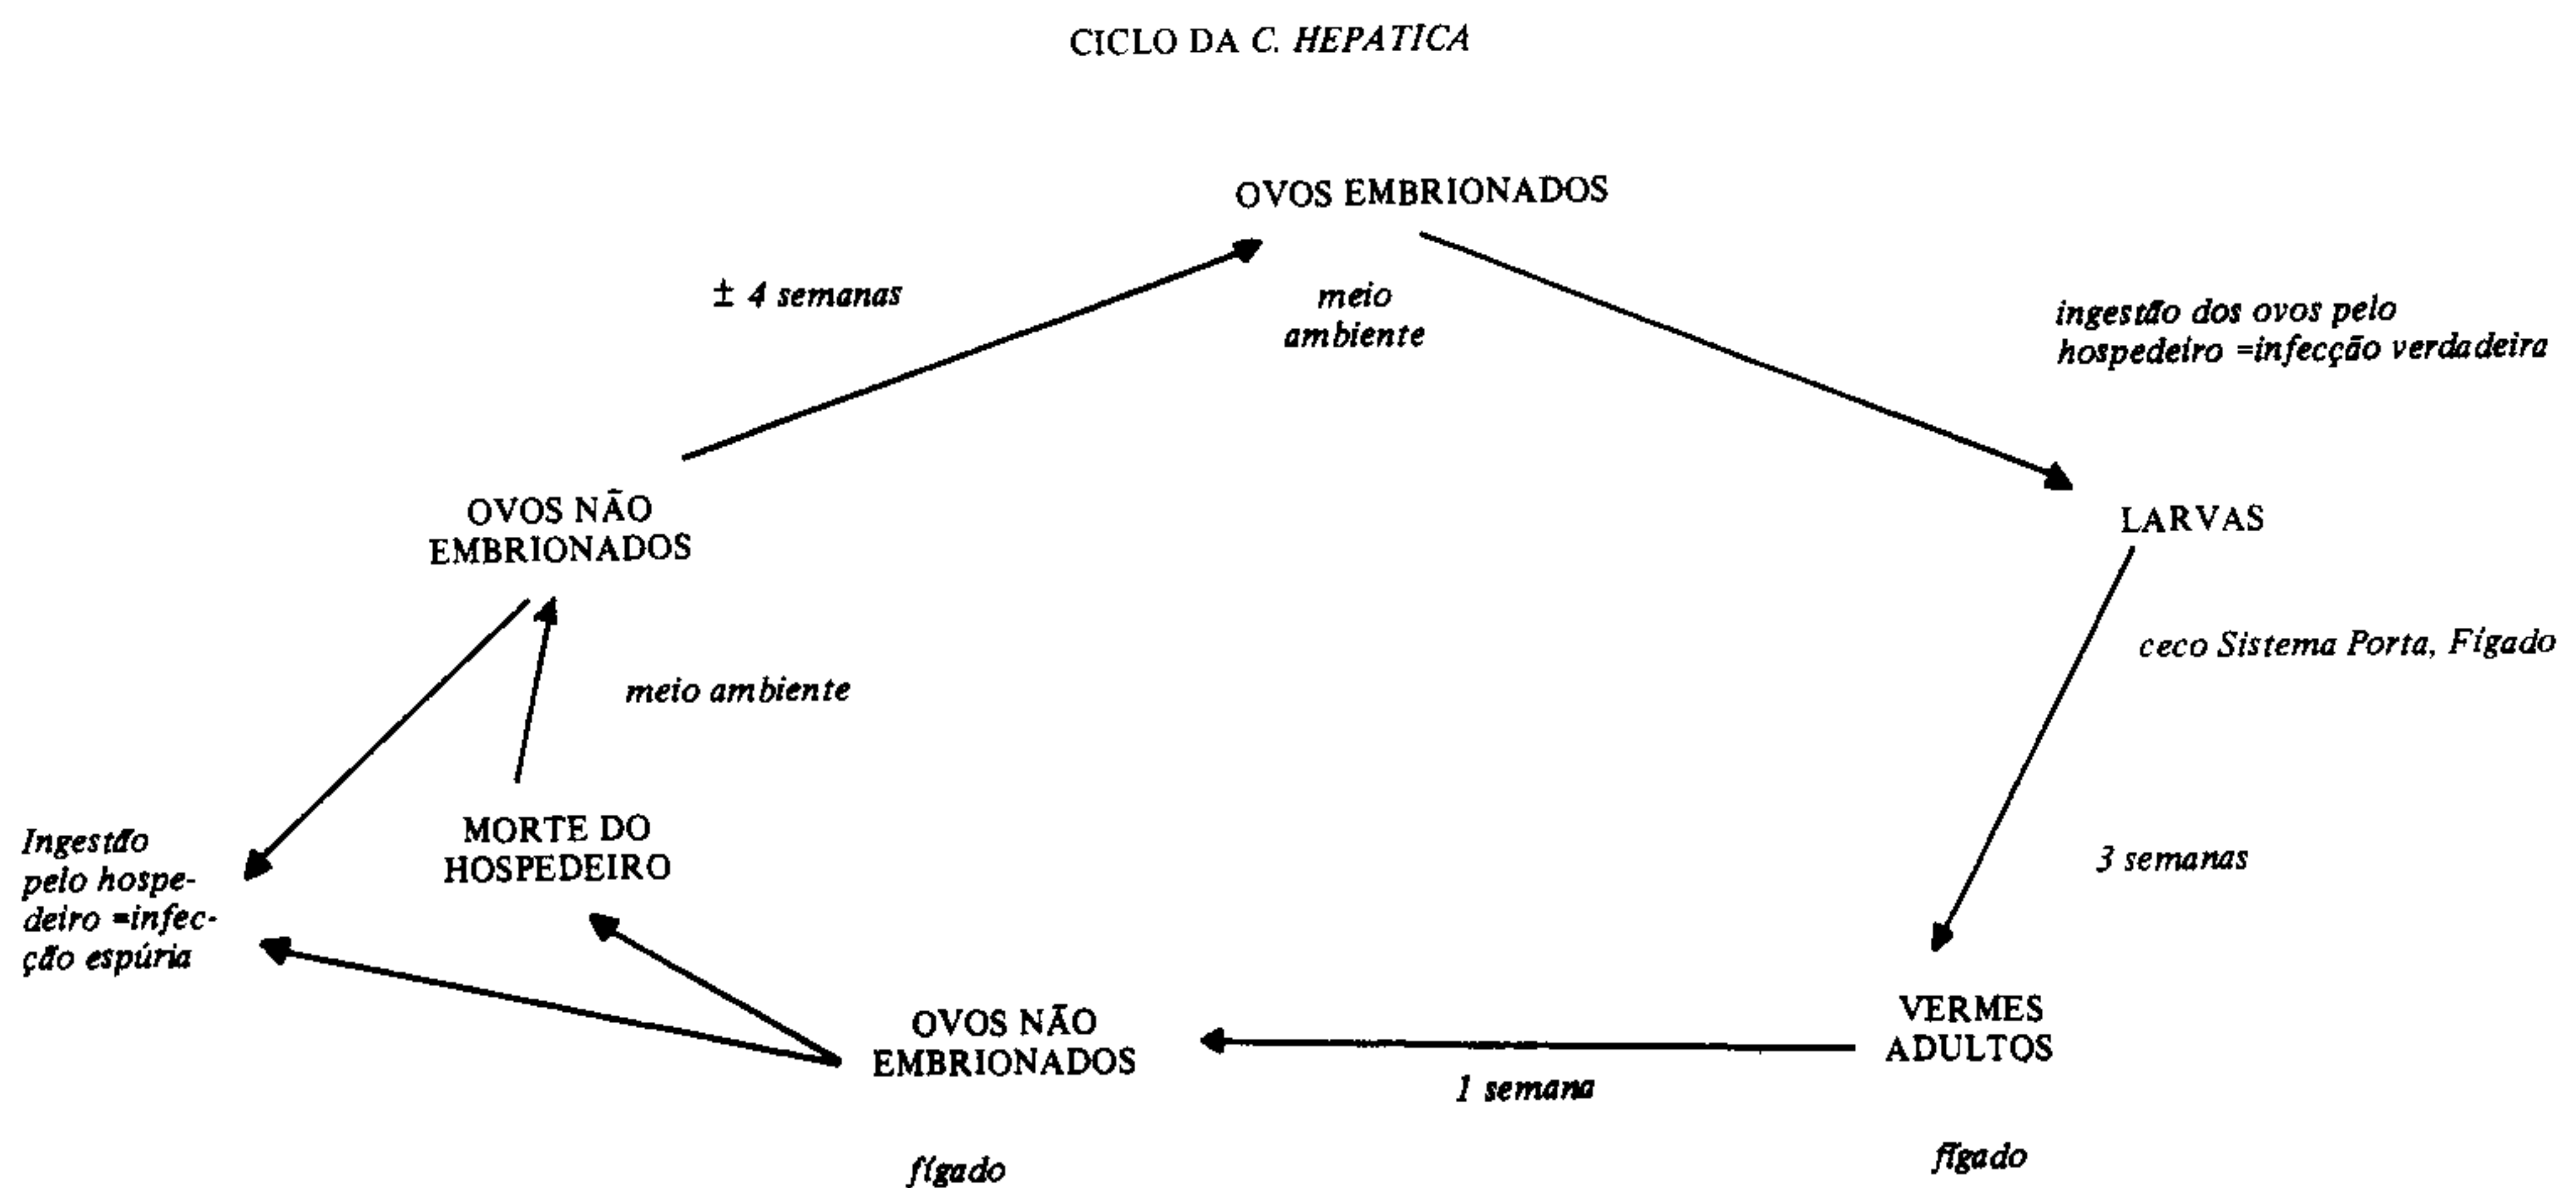 CICLO DA C. HEPATICA
OVOS EMBRIONADOS
± 4 semanas
meio
ambiente
ingestão dos ovos pelo
hospedeiro =infecção verdadeira
OVOS NÃO
EMBRIONADOS
LARVAS
ceco Sistema Porta, Fígado
meio ambiente
MORTE DO
HOSPEDEIRO
Ingestão
pelo hospe-
deiro =infec-
ção espúria
3 semanas
VERMES
ADULTOS
OVOS NÃO
EMBRIONADOS
1 semana
fígado
fígado